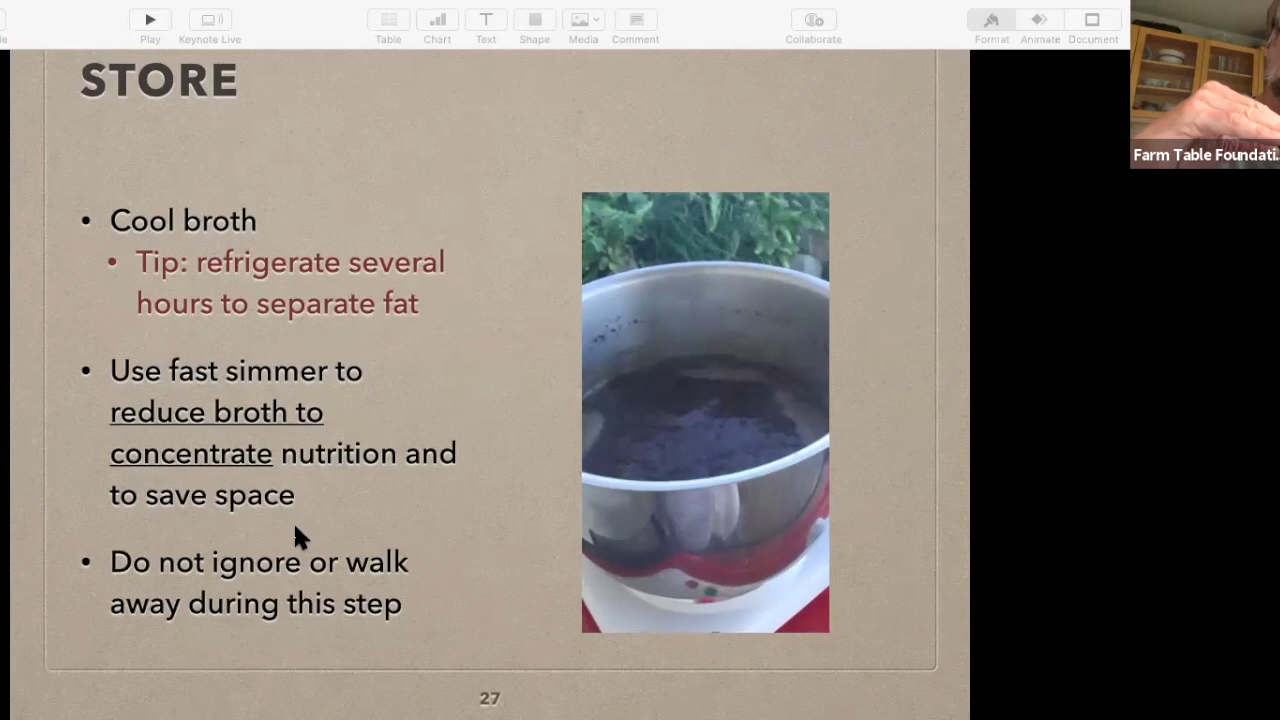 Play
Keynote Live
Table
Chart
Text
Shape
Media
Comment
Collaborate
Format
Animate
Document
Farm Table Foundati.
STORE
• Cool broth
• Tip: refrigerate several
hours to separate fat
• Use fast simmer to
reduce broth to
concentrate nutrition and
to save space
• Do not ignore or walk
away during this step
27